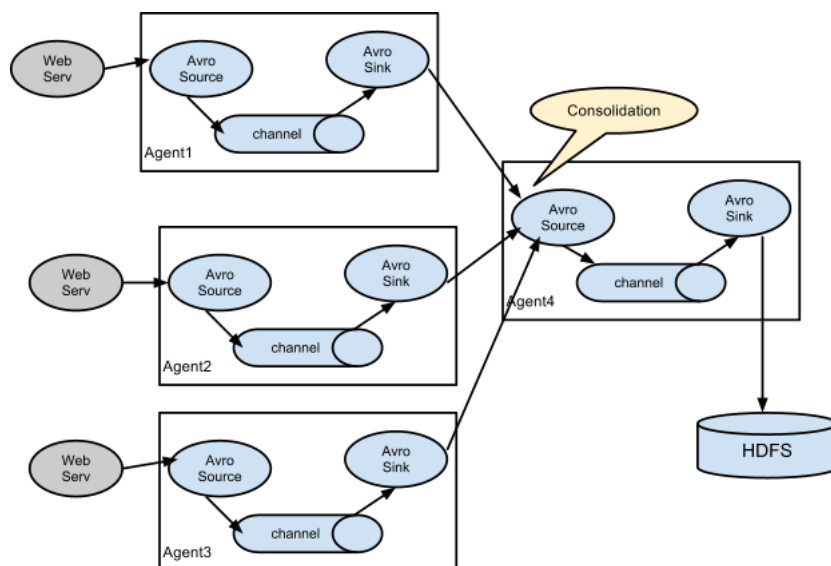 Web
Serv
Avro
Source
Avro
Sink
channel
Agent1
Consolidation
Web
Serv
Avro
Source
Avro
Sink
channel
Agent2
Avro
Source
Avro
Sink
channel
Agent4
Web
Serv
Avro
Source
Avro
Sink
channel
Agent3
HDFS